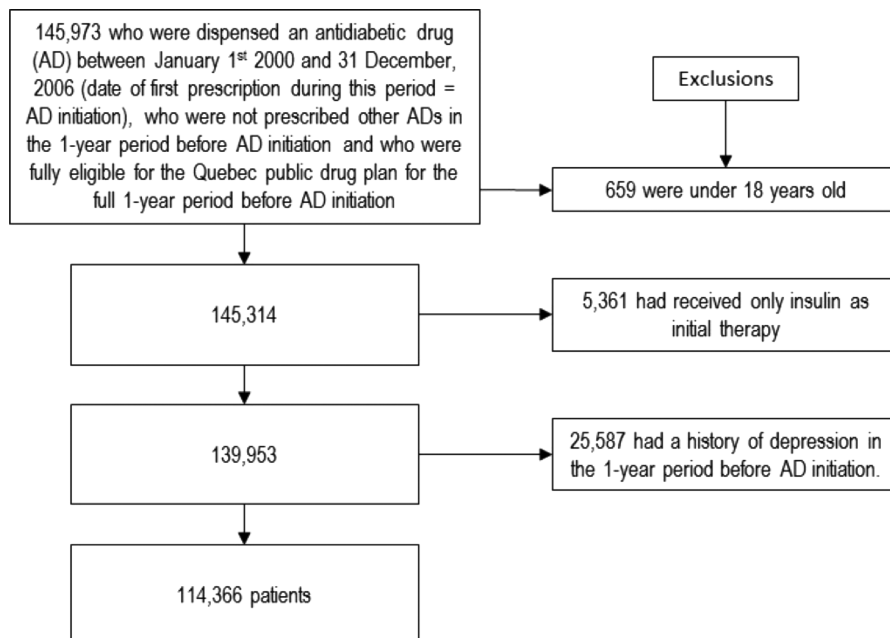 145,973 who were dispensed an antidiabetic drug
(AD) between January 1st 2000 and 31 December,
2006 (date of first prescription during this period =
AD initiation), who were not prescribed other ADs in
the 1-year period before AD initiation and who were
fully eligible for the Quebec public drug plan for the
full 1-year period before AD initiation
Exclusions
659 were under 18 years old
145,314
5,361 had received only insulin as
initial therapy
139,953
25,587 had a history of depression in
the 1-year period before AD initiation.
114,366 patients